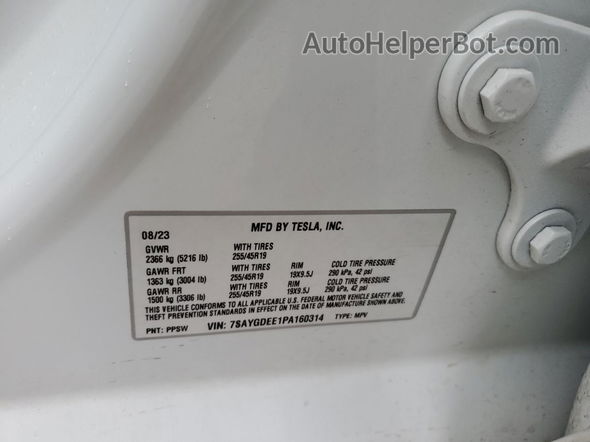 AutoHelperBot.com
08/23 MFD BY TESLA, INC.
GVWR WITH TIRES
2366 kg (5216 lb) 255/45R19
GAWR FRT WITH TIRES RIM COLD TIRE PRESSURE
1363 kg (3004 lb) 255/45R19 19X9.5J 290 kPa, 42 psi
GAWR RR WITH TIRES RIM COLD TIRE PRESSURE
1500 kg (3306 lb) 255/45R19 19X9.5J 290 kPa, 42 psi
THIS VEHICLE CONFORMS TO ALL APPLICABLE U.S. FEDERAL MOTOR VEHICLE SAFETY AND
THEFT PREVENTION STANDARDS IN EFFECT ON THE DATE OF MANUFACTURE SHOWN ABOVE.
PNT: PPSW VIN: 7SAYGDEE1PA160314 TYPE: MPV